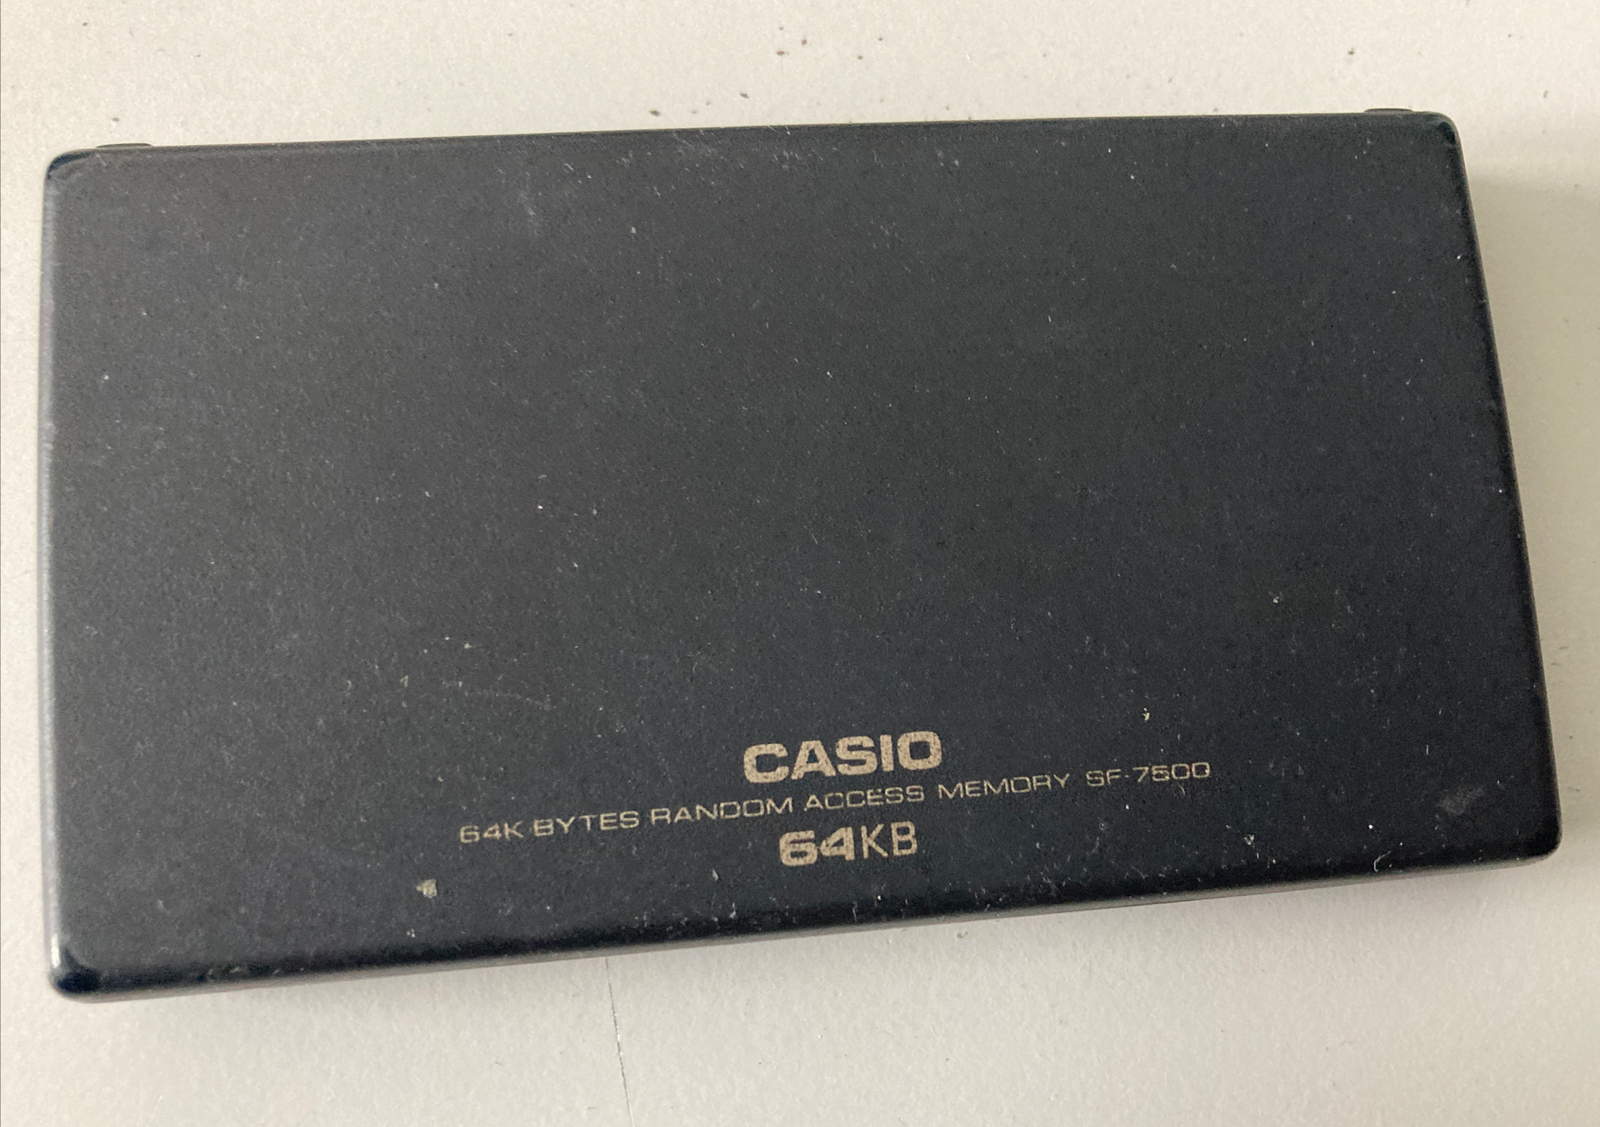 CASIO
64K BYTES RANDOM ACCESS MEMORY SF-7500
64KB